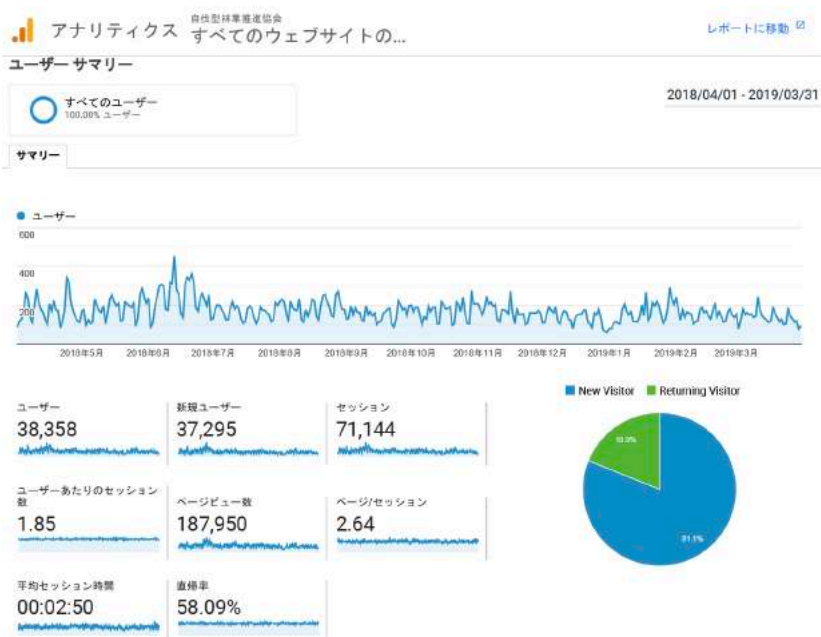 アナリティクス
自伐型林業推進協会
すべてのウェブサイトの...
レポートに移動
ユーザー サマリー
すべてのユーザー
100.00% ユーザー
2018/04/01 - 2019/03/31
サマリー
ユーザー
600
400
200
2018年5月 2018年6月 2018年7月 2018年8月 2018年9月 2018年10月 2018年11月 2018年12月 2019年1月 2019年2月 2019年3月
New Visitor Returning Visitor
ユーザー 新規ユーザー セッション
38,358 37,295 71,144
ユーザーあたりのセッション
数 ページビュー数 ページ/セッション
1.85 187,950 2.64
平均セッション時間 直帰率
00:02:50 58.09%
81.1%